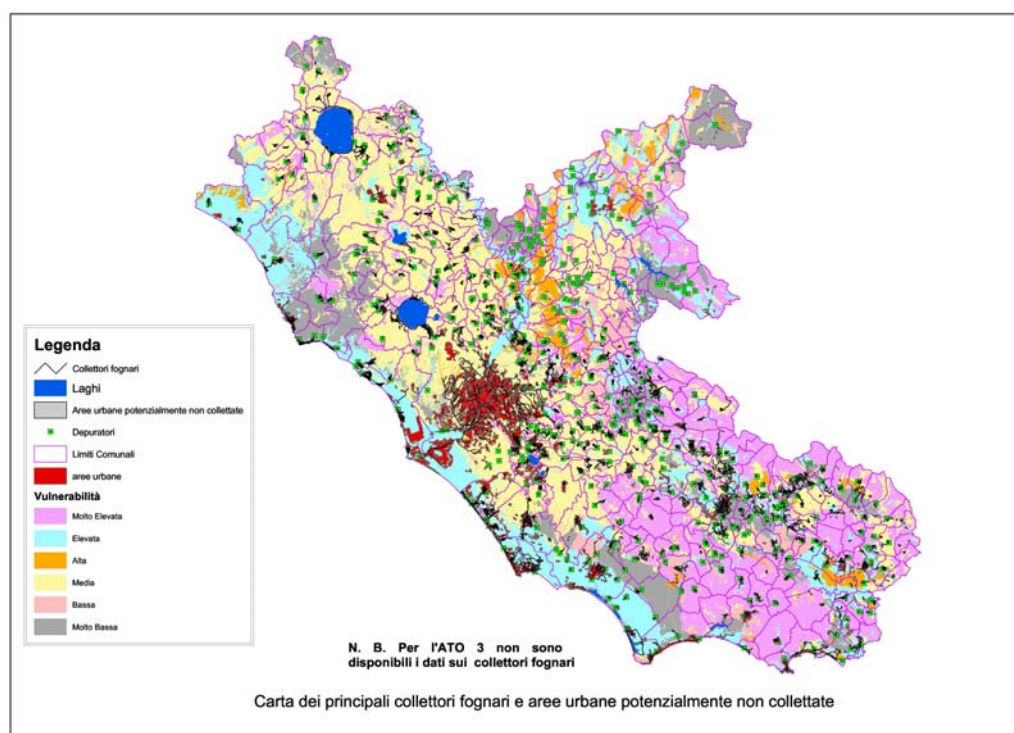 Legenda
Collettori fognari
Laghi
Aree urbane potenzialmente non collettate
Depuratori
Limiti Comunali
aree urbane
Vulnerabilità
Molto Elevata
Elevata
Alta
Media
Bassa
Molto Bassa
N. B. Per l'ATO 3 non sono
disponibili i dati sui collettori fognari
Carta dei principali collettori fognari e aree urbane potenzialmente non collettate